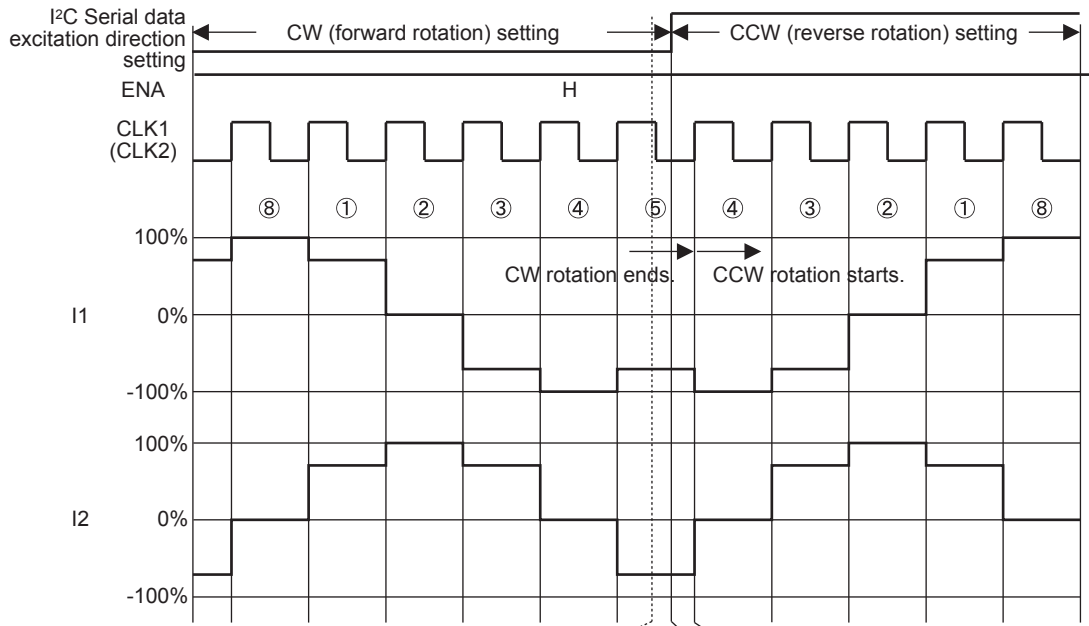 I²C Serial data
excitation direction
setting
CW (forward rotation) setting
CCW (reverse rotation) setting
ENA
H
CLK1
(CLK2)
⑧ ① ② ③ ④ ⑤ ④ ③ ② ① ⑧
100%
CW rotation ends. CCW rotation starts.
I1 0%
-100%
100%
I2 0%
-100%